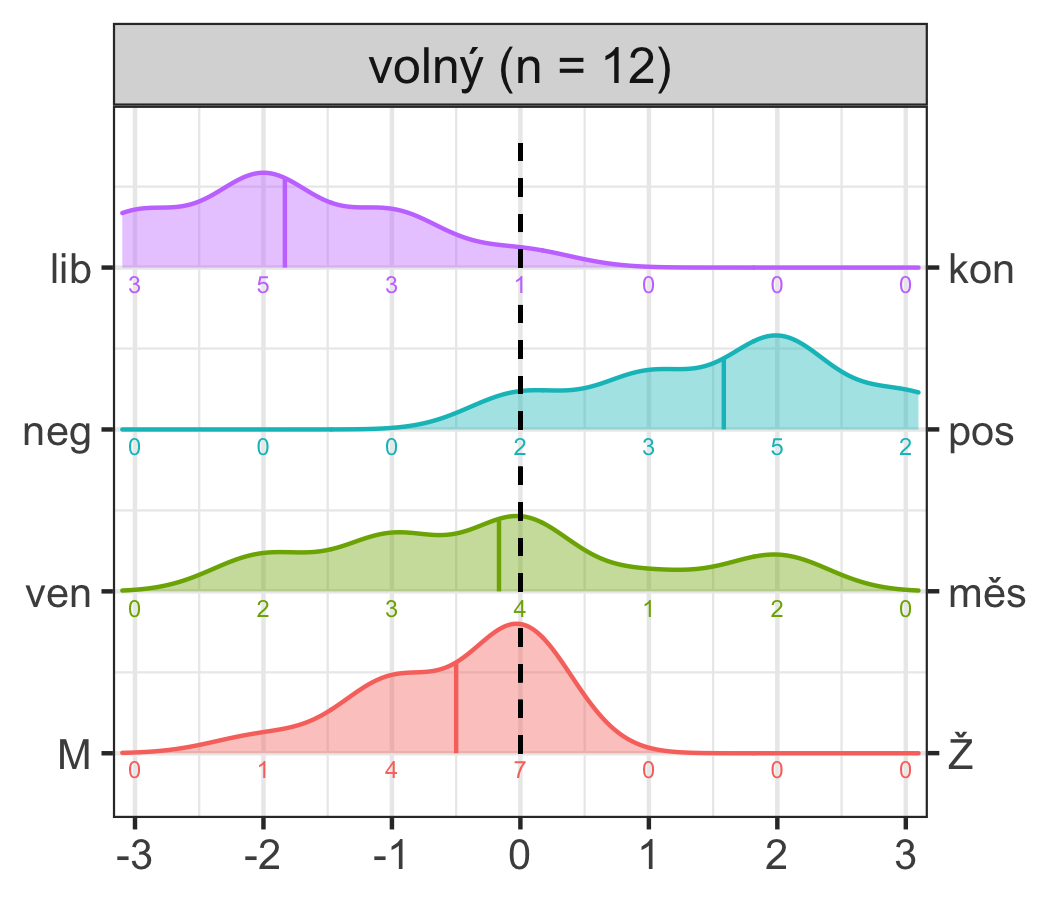 volný (n = 12)
lib kon
3 5 3 1 0 0 0
neg pos
0 0 0 2 3 5 2
ven měs
0 2 3 4 1 2 0
M Ž
0 1 4 7 0 0 0
-3 -2 -1 0 1 2 3